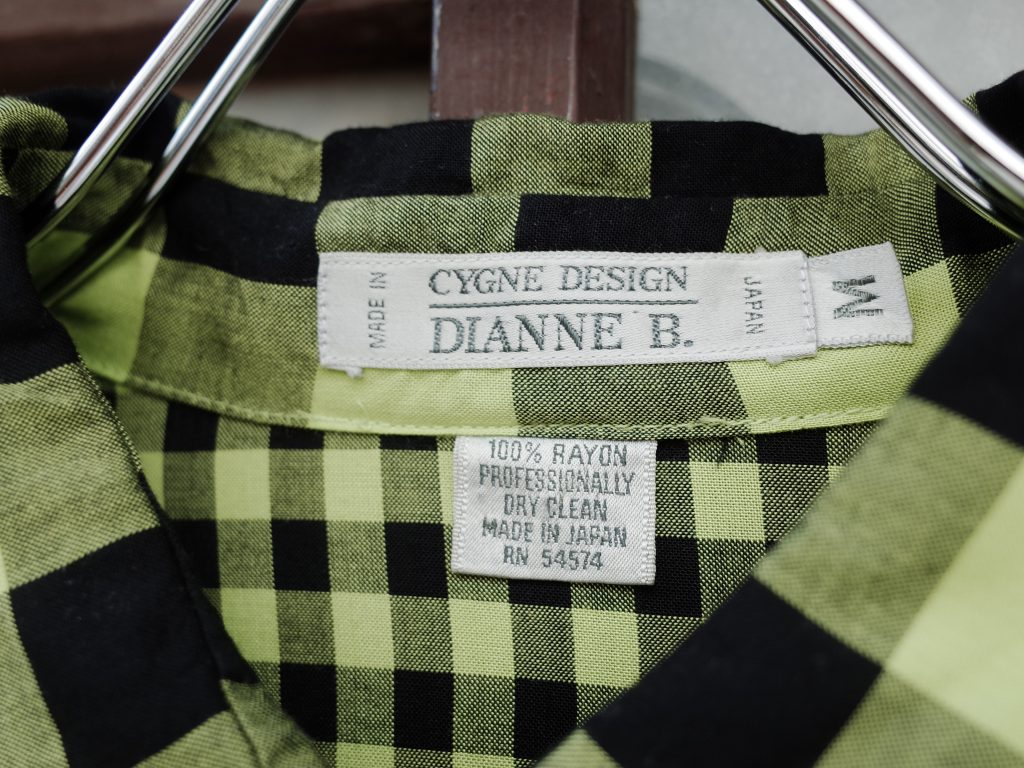 MADE IN
CYGNE DESIGN
DIANNE B.
JAPAN
M
100% RAYON
PROFESSIONALLY
DRY CLEAN
MADE IN JAPAN
RN 54574